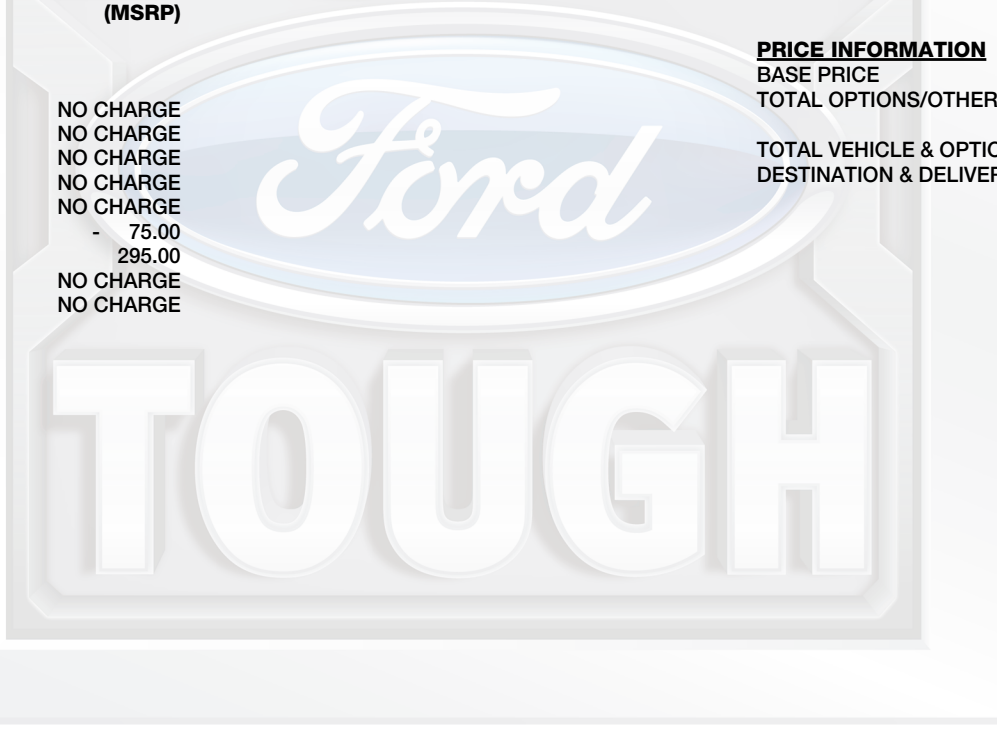 (MSRP)
NO CHARGE
NO CHARGE
NO CHARGE
NO CHARGE
NO CHARGE
- 75.00
295.00
NO CHARGE
NO CHARGE
PRICE INFORMATION
BASE PRICE
TOTAL OPTIONS/OTHER
TOTAL VEHICLE & OPTIO
DESTINATION & DELIVER
Ford
TOUGH